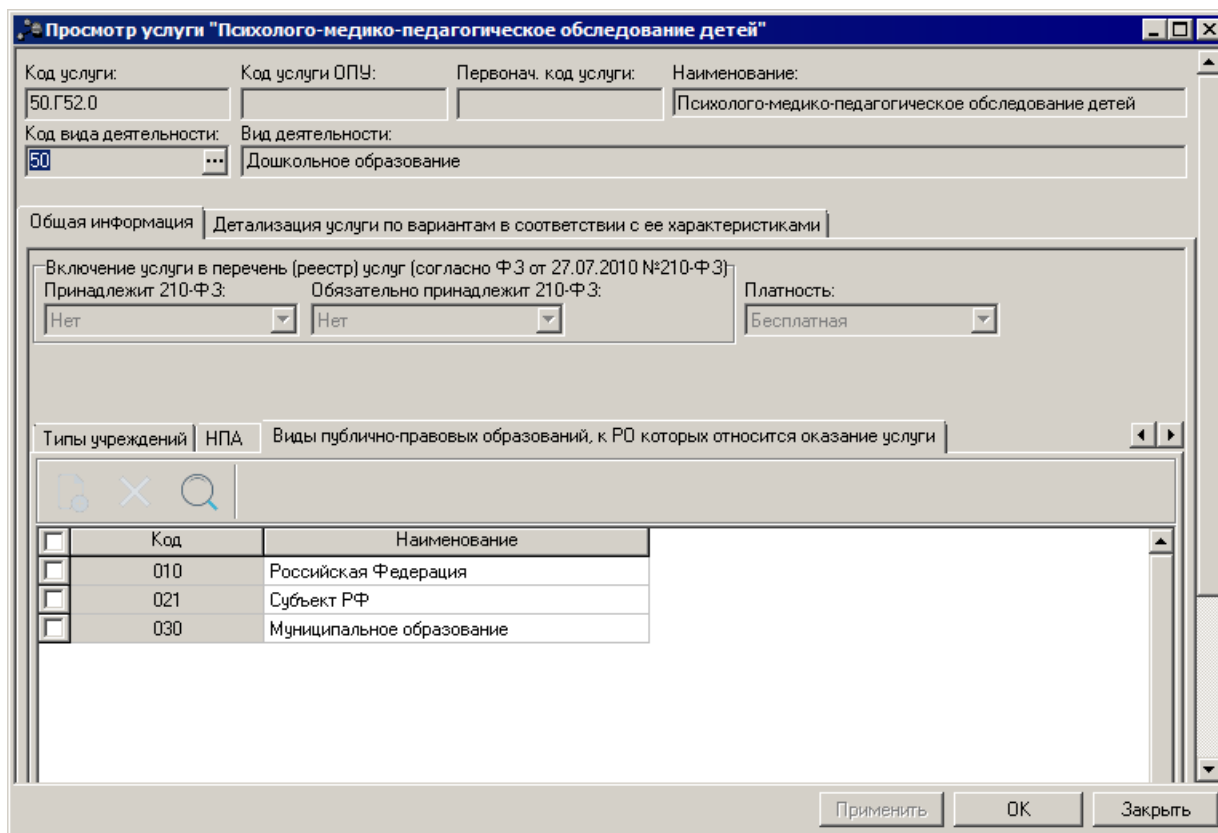 Просмотр услуги "Психолого-медико-педагогическое обследование детей"
Код услуги: Код услуги ОПУ: Первонач. код услуги: Наименование:
50.Г52.0 Психолого-медико-педагогическое обследование детей
Код вида деятельности: Вид деятельности:
50 ... Дошкольное образование
Общая информация Детализация услуги по вариантам в соответствии с ее характеристиками
Включение услуги в перечень (реестр) услуг (согласно ФЗ от 27.07.2010 №210-ФЗ)
Принадлежит 210-ФЗ: Обязательно принадлежит 210-ФЗ: Платность:
Нет Нет Бесплатная
Типы учреждений НПА Виды публично-правовых образований, к РО которых относится оказание услуги
Код Наименование
010 Российская Федерация
021 Субъект РФ
030 Муниципальное образование
Применить OK Закрыть